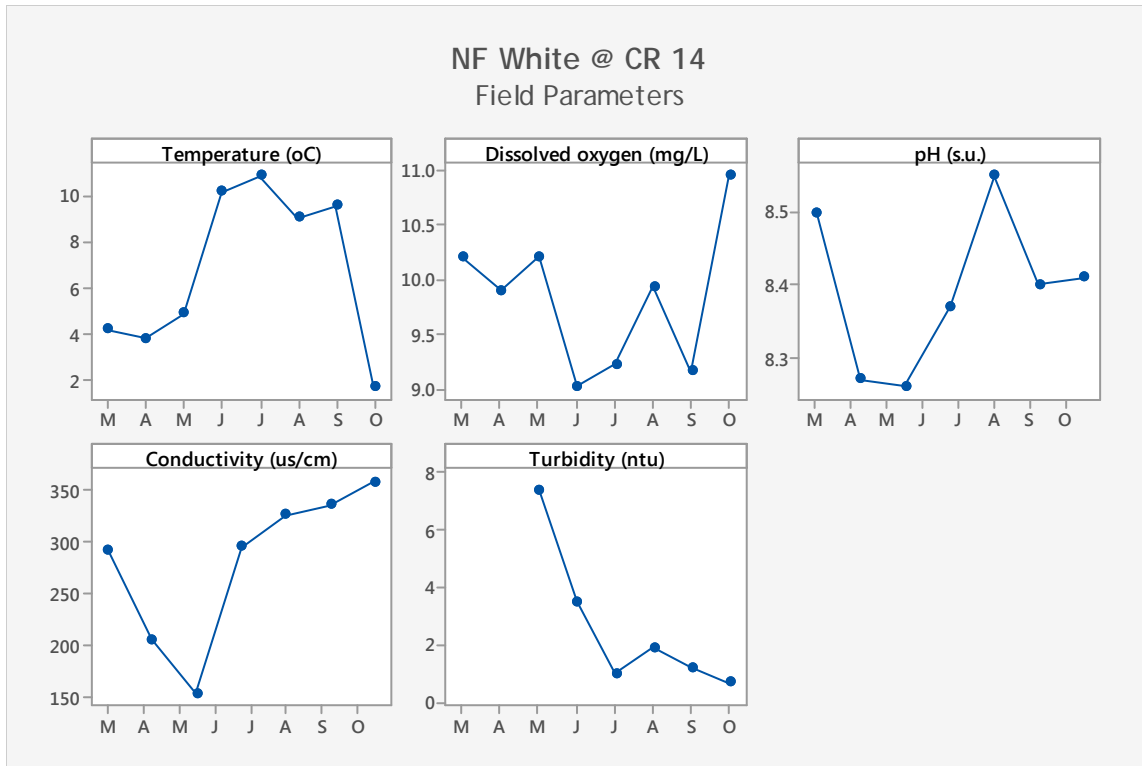 NF White @ CR 14
Field Parameters
Temperature (oC)
10
8
6
4
2
M A M J J A S O
Dissolved oxygen (mg/L)
11.0
10.5
10.0
9.5
9.0
M A M J J A S O
pH (s.u.)
8.5
8.4
8.3
M A M J J A S O
Conductivity (us/cm)
350
300
250
200
150
M A M J J A S O
Turbidity (ntu)
8
6
4
2
0
M A M J J A S O